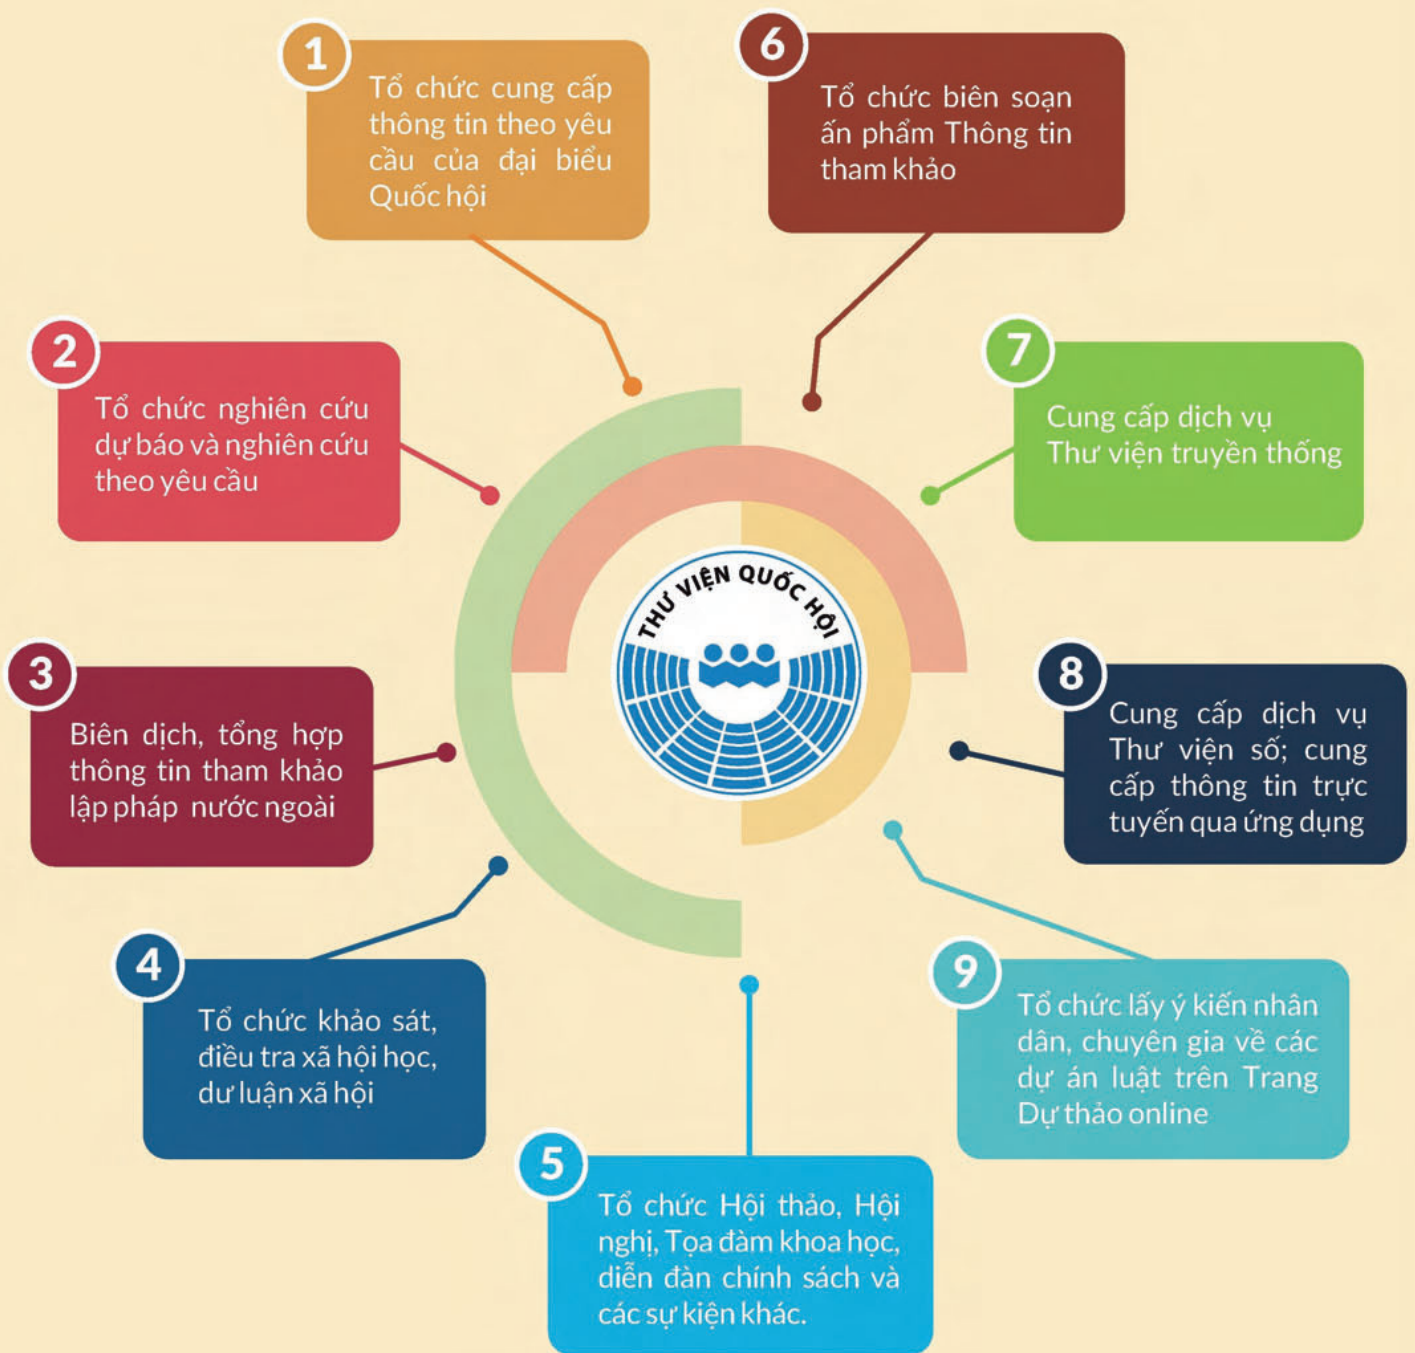 1
Tổ chức cung cấp
thông tin theo yêu
cầu của đại biểu
Quốc hội
2
Tổ chức nghiên cứu
dự báo và nghiên cứu
theo yêu cầu
3
Biên dịch, tổng hợp
thông tin tham khảo
lập pháp nước ngoài
4
Tổ chức khảo sát,
điều tra xã hội học,
dư luận xã hội
5
Tổ chức Hội thảo, Hội
nghị, Tọa đàm khoa học,
diễn đàn chính sách và
các sự kiện khác.
6
Tổ chức biên soạn
ấn phẩm Thông tin
tham khảo
7
Cung cấp dịch vụ
Thư viện truyền thống
8
Cung cấp dịch vụ
Thư viện số; cung
cấp thông tin trực
tuyến qua ứng dụng
9
Tổ chức lấy ý kiến nhân
dân, chuyên gia về các
dự án luật trên Trang
Dự thảo online
THƯ VIỆN QUỐC HỘI